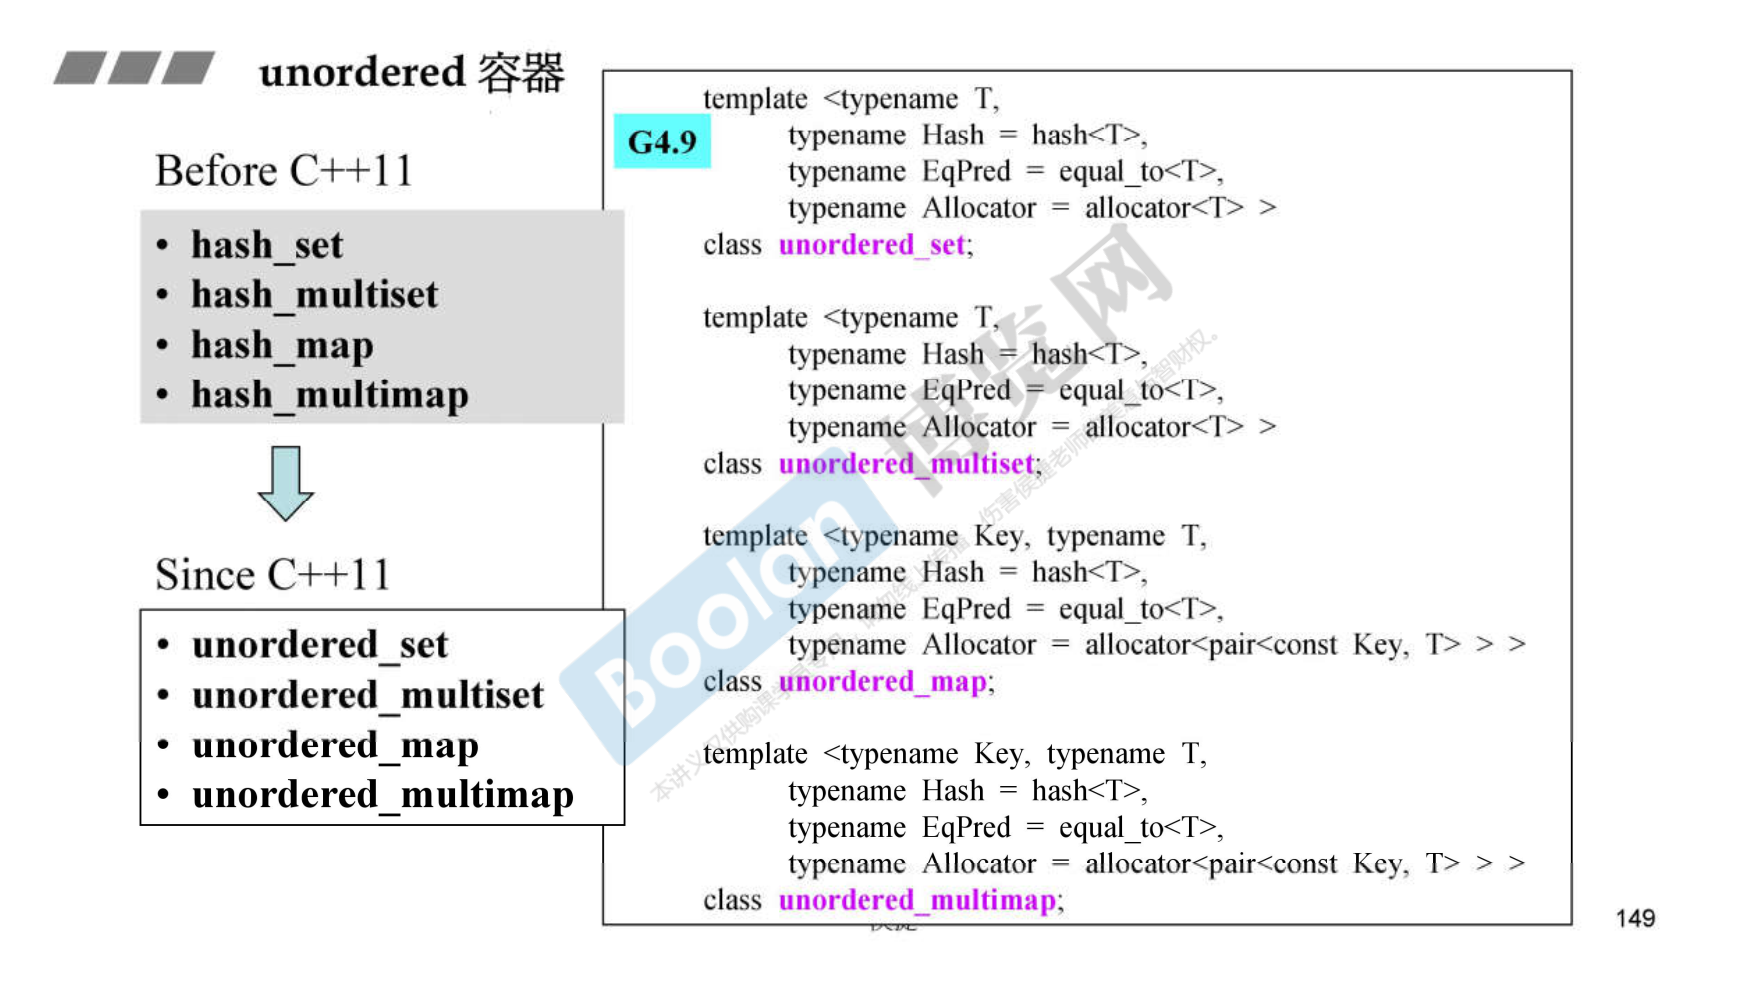 unordered 容器
Before C++11
• hash_set
• hash_multiset
• hash_map
• hash_multimap
Since C++11
• unordered_set
• unordered_multiset
• unordered_map
• unordered_multimap
G4.9
template <typename T,
typename Hash = hash<T>,
typename EqPred = equal_to<T>,
typename Allocator = allocator<T> >
class unordered_set;
template <typename T,
typename Hash = hash<T>,
typename EqPred = equal_to<T>,
typename Allocator = allocator<T> >
class unordered_multiset;
template <typename Key, typename T,
typename Hash = hash<T>,
typename EqPred = equal_to<T>,
typename Allocator = allocator<pair<const Key, T> > >
class unordered_map;
template <typename Key, typename T,
typename Hash = hash<T>,
typename EqPred = equal_to<T>,
typename Allocator = allocator<pair<const Key, T> > >
class unordered_multimap;
Boolan 博览网
149